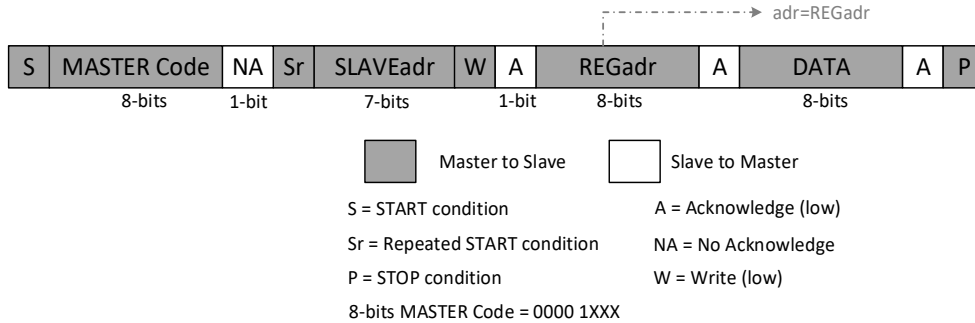 adr=REGadr
S MASTER Code NA Sr SLAVEadr W A REGadr A DATA A P
8-bits 1-bit 7-bits 1-bit 8-bits 8-bits
Master to Slave Slave to Master
S = START condition A = Acknowledge (low)
Sr = Repeated START condition NA = No Acknowledge
P = STOP condition W = Write (low)
8-bits MASTER Code = 0000 1XXX